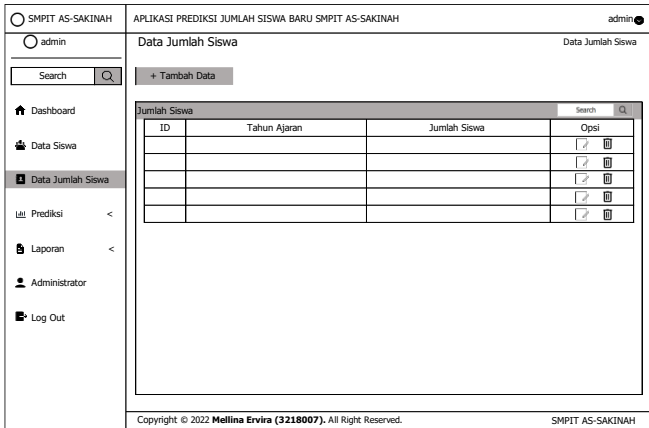 SMPIT AS-SAKINAH
APLIKASI PREDIKSI JUMLAH SISWA BARU SMPIT AS-SAKINAH
admin
admin
Search
Dashboard
Data Siswa
Data Jumlah Siswa
Prediksi <
Laporan <
Administrator
Log Out
Data Jumlah Siswa
Data Jumlah Siswa
+ Tambah Data
Jumlah Siswa
Search
ID Tahun Ajaran Jumlah Siswa Opsi
Copyright © 2022 Mellina Ervira (3218007). All Right Reserved.
SMPIT AS-SAKINAH